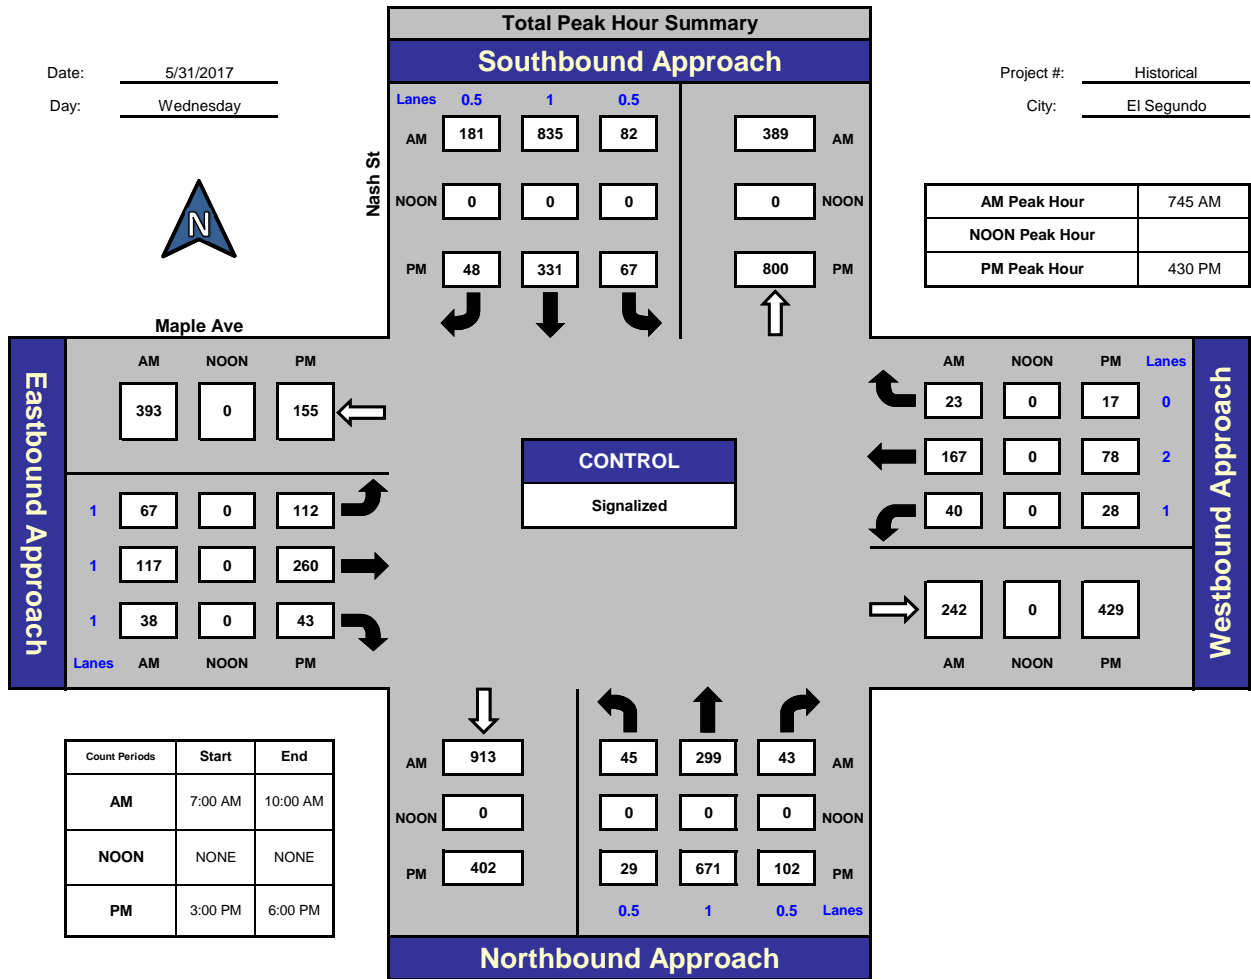 Total Peak Hour Summary
Southbound Approach
Date: 5/31/2017
Day: Wednesday
Project #: Historical
City: El Segundo
N
Nash St
Lanes 0.5 1 0.5
AM 181 835 82 389 AM
NOON 0 0 0 0 NOON
PM 48 331 67 800 PM
AM Peak Hour 745 AM
NOON Peak Hour
PM Peak Hour 430 PM
Maple Ave
Eastbound Approach
AM NOON PM
393 0 155
1 67 0 112
1 117 0 260
1 38 0 43
Lanes AM NOON PM
CONTROL
Signalized
AM NOON PM Lanes
23 0 17 0
167 0 78 2
40 0 28 1
242 0 429
AM NOON PM
Westbound Approach
Count Periods Start End
AM 7:00 AM 10:00 AM
NOON NONE NONE
PM 3:00 PM 6:00 PM
AM 913 45 299 43 AM
NOON 0 0 0 0 NOON
PM 402 29 671 102 PM
0.5 1 0.5 Lanes
Northbound Approach